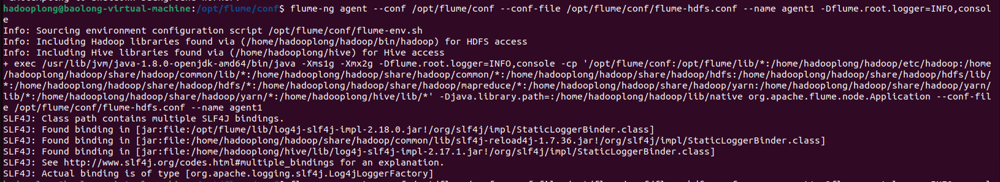 hadooplong@baolong-virtual-machine:/opt/flume/conf$ flume-ng agent --conf /opt/flume/conf --conf-file /opt/flume/conf/flume-hdfs.conf --name agent1 -Dflume.root.logger=INFO,consol
e
Info: Sourcing environment configuration script /opt/flume/conf/flume-env.sh
Info: Including Hadoop libraries found via (/home/hadooplong/hadoop/bin/hadoop) for HDFS access
Info: Including Hive libraries found via (/home/hadooplong/hive) for Hive access
+ exec /usr/lib/jvm/java-1.8.0-openjdk-amd64/bin/java -Xms1g -Xmx2g -Dflume.root.logger=INFO,console -cp '/opt/flume/conf:/opt/flume/lib/*:/home/hadooplong/hadoop/etc/hadoop:/home
/hadooplong/hadoop/share/hadoop/common/lib/*:/home/hadooplong/hadoop/share/hadoop/common/*:/home/hadooplong/hadoop/share/hadoop/hdfs:/home/hadooplong/hadoop/share/hadoop/hdfs/lib/
*:/home/hadooplong/hadoop/share/hadoop/hdfs/*:/home/hadooplong/hadoop/share/hadoop/mapreduce/*:/home/hadooplong/hadoop/share/hadoop/yarn:/home/hadooplong/hadoop/share/hadoop/yarn/
lib/*:/home/hadooplong/hadoop/share/hadoop/yarn/*:/home/hadooplong/hive/lib/*' -Djava.library.path=:/home/hadooplong/hadoop/lib/native org.apache.flume.node.Application --conf-fil
e /opt/flume/conf/flume-hdfs.conf --name agent1
SLF4J: Class path contains multiple SLF4J bindings.
SLF4J: Found binding in [jar:file:/opt/flume/lib/log4j-slf4j-impl-2.18.0.jar!/org/slf4j/impl/StaticLoggerBinder.class]
SLF4J: Found binding in [jar:file:/home/hadooplong/hadoop/share/hadoop/common/lib/slf4j-reload4j-1.7.36.jar!/org/slf4j/impl/StaticLoggerBinder.class]
SLF4J: Found binding in [jar:file:/home/hadooplong/hive/lib/log4j-slf4j-impl-2.17.1.jar!/org/slf4j/impl/StaticLoggerBinder.class]
SLF4J: See http://www.slf4j.org/codes.html#multiple_bindings for an explanation.
SLF4J: Actual binding is of type [org.apache.logging.slf4j.Log4jLoggerFactory]